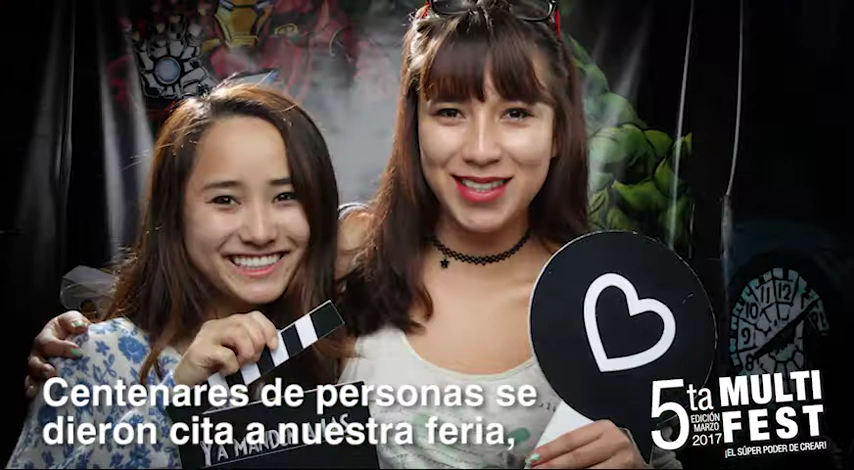 Centenares de personas se
dieron cita a nuestra feria,
5ta
EDICIÓN
MARZO
2017
MULTI
FEST
¡EL SÚPER PODER DE CREAR!